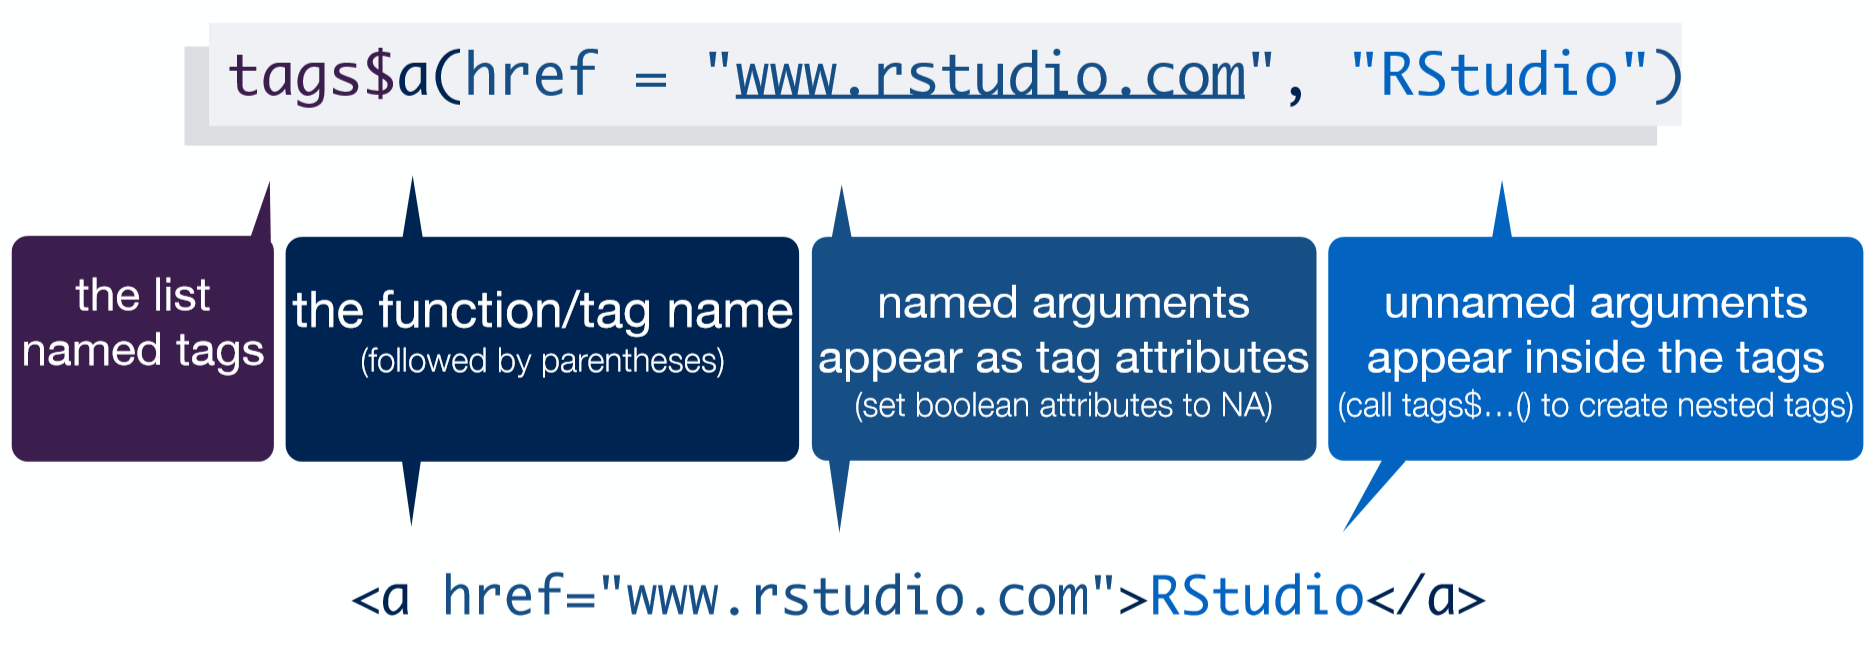 tags$a(href = "www.rstudio.com", "RStudio")
the list
named tags
the function/tag name
(followed by parentheses)
named arguments
appear as tag attributes
(set boolean attributes to NA)
unnamed arguments
appear inside the tags
(call tags$...() to create nested tags)
<a href="www.rstudio.com">RStudio</a>